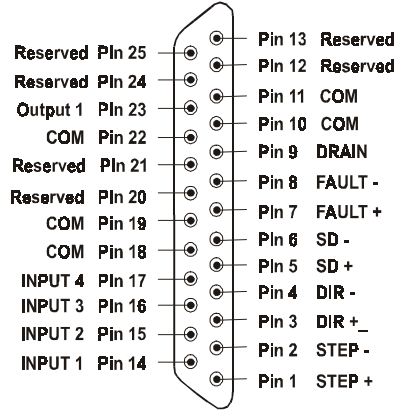 Reserved Pin 25
Reserved Pin 24
Output 1 Pin 23
COM Pin 22
Reserved Pin 21
Reserved Pin 20
COM Pin 19
COM Pin 18
INPUT 4 Pin 17
INPUT 3 Pin 16
INPUT 2 Pin 15
INPUT 1 Pin 14
Pin 13 Reserved
Pin 12 Reserved
Pin 11 COM
Pin 10 COM
Pin 9 DRAIN
Pin 8 FAULT -
Pin 7 FAULT +
Pin 6 SD -
Pin 5 SD +
Pin 4 DIR -
Pin 3 DIR +_
Pin 2 STEP -
Pin 1 STEP +